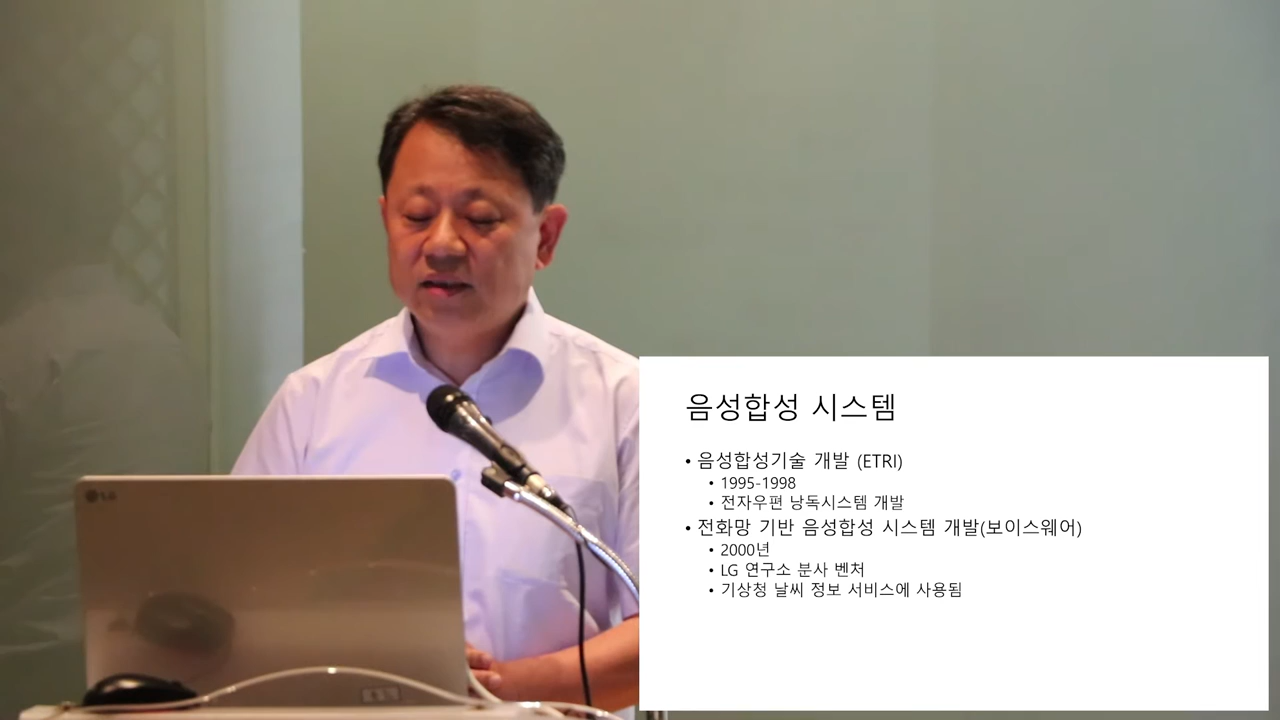 LG
음성합성 시스템
• 음성합성기술 개발 (ETRI)
• 1995-1998
• 전자우편 낭독시스템 개발
• 전화망 기반 음성합성 시스템 개발(보이스웨어)
• 2000년
• LG 연구소 분사 벤처
• 기상청 날씨 정보 서비스에 사용됨